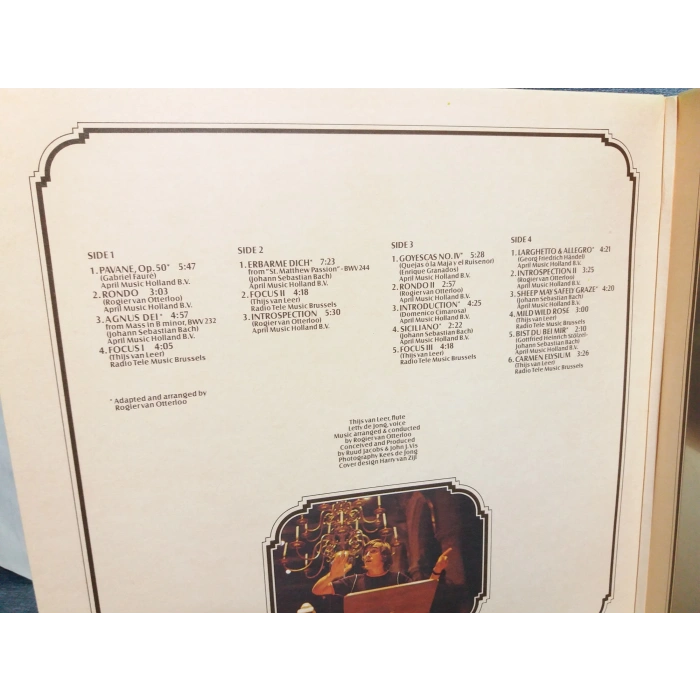 SIDE 1
1. PAVANE, Op. 50* 5:47
(Gabriel Faure)
April Music Holland B.V.
2. RONDO 3:03
(Rogier van Otterloo)
April Music Holland B.V.
3. AGNUS DEI* 4:57
from Mass in B minor, BWV 232
(Johann Sebastian Bach)
April Music Holland B.V.
4. FOCUS I 4:05
(Thijs van Leer)
Radio Tele Music Brussels
* Adapted and arranged by
Rogier van Otterloo
SIDE 2
1. ERBARME DICH* 7:23
from "St. Matthew Passion" - BWV 244
(Johann Sebastian Bach)
April Music Holland B.V.
2. FOCUS II 4:18
(Thijs van Leer)
Radio Tele Music Brussels
3. INTROSPECTION 5:30
(Rogier van Otterloo)
April Music Holland B.V.
SIDE 3
1. GOYESCAS NO. IV* 5:28
(Quejas o la Maja y el Ruisenor)
(Enrique Granados)
April Music Holland B.V.
2. RONDO II 2:57
(Rogier van Otterloo)
April Music Holland B.V.
3. INTRODUCTION* 4:25
(Domenico Cimarosa)
April Music Holland B.V.
4. SICILIANO* 2:22
(Johann Sebastian Bach)
April Music Holland B.V.
5. FOCUS III 4:18
(Thijs van Leer)
Radio Tele Music Brussels
SIDE 4
1. LARGHETTO & ALLEGRO* 4:21
(Georg Friedrich Händel)
April Music Holland B.V.
2. INTROSPECTION II 3:25
(Rogier van Otterloo)
April Music Holland B.V.
3. SHEEP MAY SAFELY GRAZE* 4:20
(Johann Sebastian Bach)
April Music Holland B.V.
4. MILD WILD ROSE 3:00
(Thijs van Leer)
Radio Tele Music Brussels
5. BIST DU BEI MIR* 2:10
(Gottfried Heinrich Stölzel-
Johann Sebastian Bach)
April Music Holland B.V.
6. CARMEN ELYSIUM 3:26
(Thijs van Leer)
Radio Tele Music Brussels
Thijs van Leer, flute
Letty de Jong, voice
Music arranged & conducted
by Rogier van Otterloo
Conceived and Produced
by Ruud Jacobs & John J. Vis
Photography Kees de Jong
Cover design Harry van Zijl